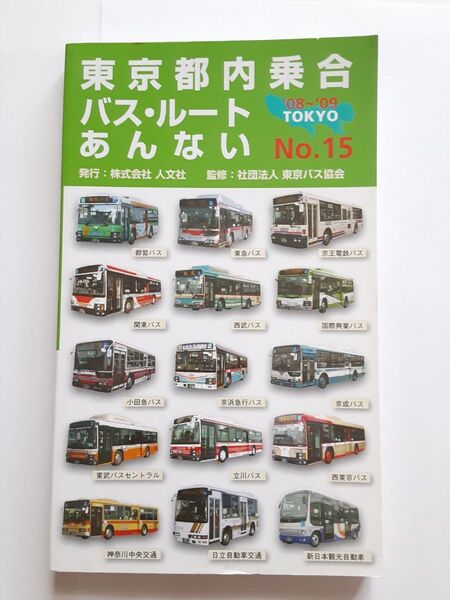 東京都内乗合
バス・ルート
'08~'09
TOKYO
あんない No.15
発行：株式会社 人文社 監修：社団法人 東京バス協会
都営バス
東急バス
京王電鉄バス
関東バス
西武バス
国際興業バス
小田急バス
京浜急行バス
京成バス
東武バスセントラル
立川バス
西東京バス
神奈川中央交通
日立自動車交通
新日本観光自動車